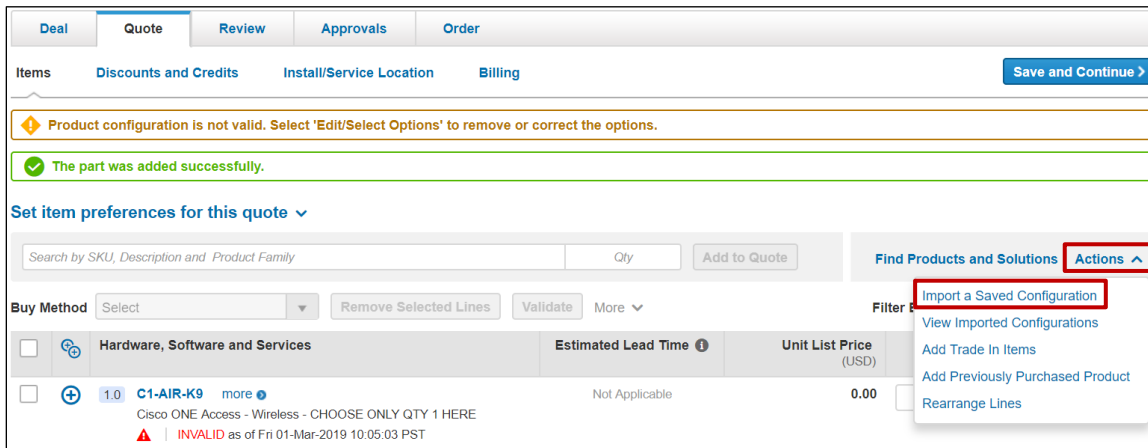 Deal Quote Review Approvals Order
Items Discounts and Credits Install/Service Location Billing Save and Continue
Product configuration is not valid. Select 'Edit/Select Options' to remove or correct the options.
The part was added successfully.
Set item preferences for this quote
Search by SKU, Description and Product Family Qty Add to Quote Find Products and Solutions Actions
Buy Method Select Remove Selected Lines Validate More Filter
Import a Saved Configuration
View Imported Configurations
Add Trade In Items
Add Previously Purchased Product
Rearrange Lines
Hardware, Software and Services Estimated Lead Time Unit List Price
(USD)
1.0 C1-AIR-K9 more Not Applicable 0.00
Cisco ONE Access - Wireless - CHOOSE ONLY QTY 1 HERE
INVALID as of Fri 01-Mar-2019 10:05:03 PST